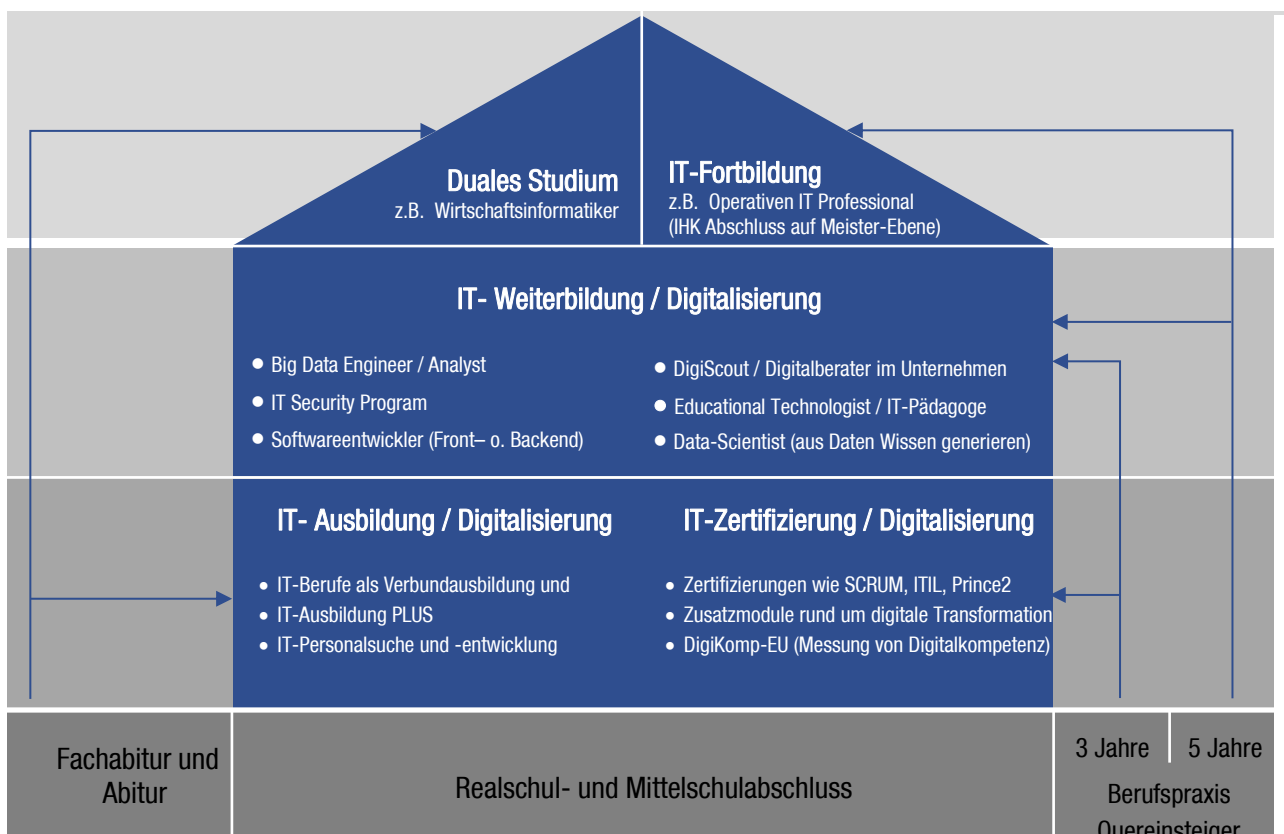 Duales Studium
z.B. Wirtschaftsinformatiker
IT-Fortbildung
z.B. Operativen IT Professional
(IHK Abschluss auf Meister-Ebene)
IT- Weiterbildung / Digitalisierung
● Big Data Engineer / Analyst
● IT Security Program
● Softwareentwickler (Front– o. Backend)
● DigiScout / Digitalberater im Unternehmen
● Educational Technologist / IT-Pädagoge
● Data-Scientist (aus Daten Wissen generieren)
IT- Ausbildung / Digitalisierung
● IT-Berufe als Verbundausbildung und
● IT-Ausbildung PLUS
● IT-Personalsuche und -entwicklung
IT-Zertifizierung / Digitalisierung
● Zertifizierungen wie SCRUM, ITIL, Prince2
● Zusatzmodule rund um digitale Transformation
● DigiKomp-EU (Messung von Digitalkompetenz)
Fachabitur und
Abitur
Realschul- und Mittelschulabschluss
3 Jahre
5 Jahre
Berufspraxis
Quereinsteiger